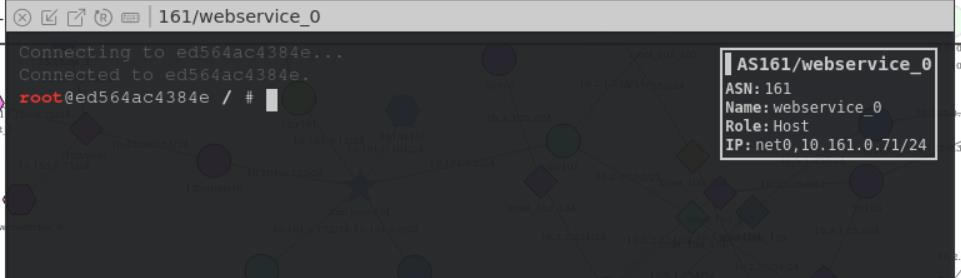 161/webservice_0
Connecting to ed564ac4384e...
Connected to ed564ac4384e.
root@ed564ac4384e / #
AS161/webservice_0
ASN: 161
Name: webservice_0
Role: Host
IP: net0,10.161.0.71/24